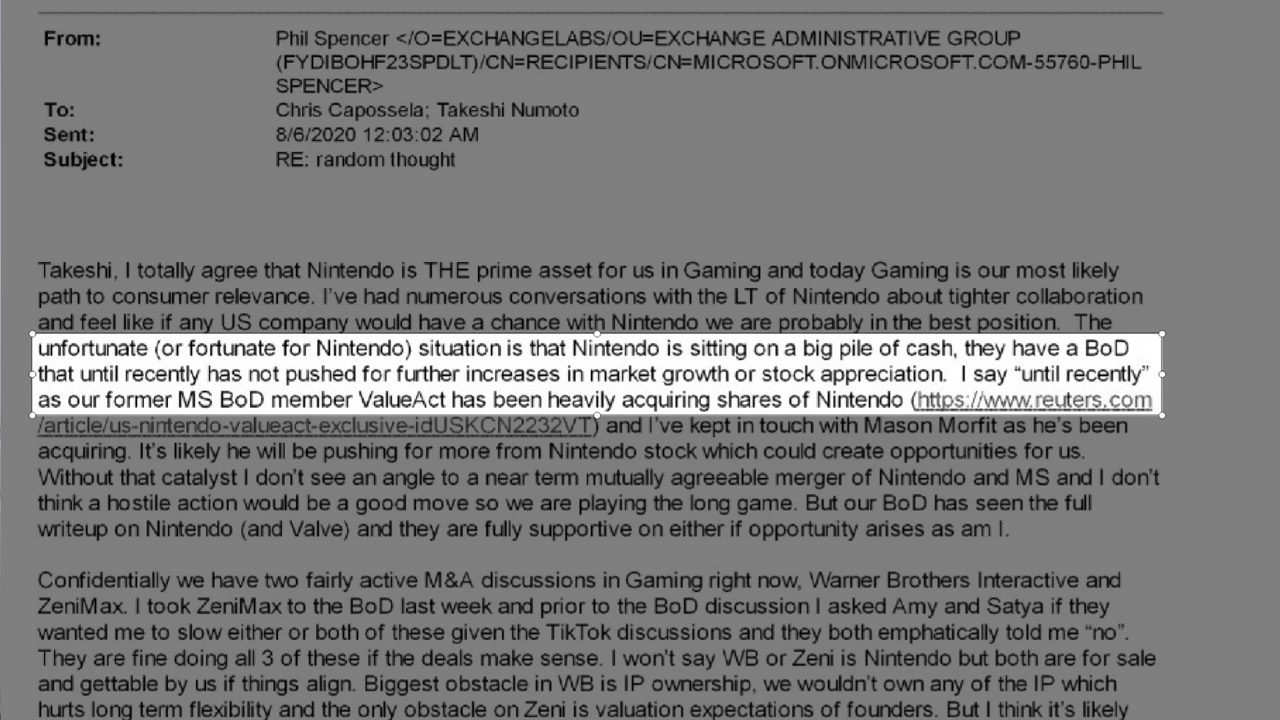 From: Phil Spencer </O=EXCHANGELABS/OU=EXCHANGE ADMINISTRATIVE GROUP
(FYDIBOHF23SPDLT)/CN=RECIPIENTS/CN=MICROSOFT.ONMICROSOFT.COM-55760-PHIL
SPENCER>
To: Chris Capossela; Takeshi Numoto
Sent: 8/6/2020 12:03:02 AM
Subject: RE: random thought
Takeshi, I totally agree that Nintendo is THE prime asset for us in Gaming and today Gaming is our most likely
path to consumer relevance. I've had numerous conversations with the LT of Nintendo about tighter collaboration
and feel like if any US company would have a chance with Nintendo we are probably in the best position. The
unfortunate (or fortunate for Nintendo) situation is that Nintendo is sitting on a big pile of cash, they have a BoD
that until recently has not pushed for further increases in market growth or stock appreciation. I say “until recently”
as our former MS BoD member ValueAct has been heavily acquiring shares of Nintendo (https://www.reuters.com
/article/us-nintendo-valueact-exclusive-idUSKCN2232VT) and I've kept in touch with Mason Morfit as he's been
acquiring. It's likely he will be pushing for more from Nintendo stock which could create opportunities for us.
Without that catalyst I don't see an angle to a near term mutually agreeable merger of Nintendo and MS and I don't
think a hostile action would be a good move so we are playing the long game. But our BoD has seen the full
writeup on Nintendo (and Valve) and they are fully supportive on either if opportunity arises as am I.
Confidentially we have two fairly active M&A discussions in Gaming right now, Warner Brothers Interactive and
ZeniMax. I took ZeniMax to the BoD last week and prior to the BoD discussion I asked Amy and Satya if they
wanted me to slow either or both of these given the TikTok discussions and they both emphatically told me “no”.
They are fine doing all 3 of these if the deals make sense. I won't say WB or Zeni is Nintendo but both are for sale
and gettable by us if things align. Biggest obstacle in WB is IP ownership, we wouldn't own any of the IP which
hurts long term flexibility and the only obstacle on Zeni is valuation expectations of founders. But I think it's likely